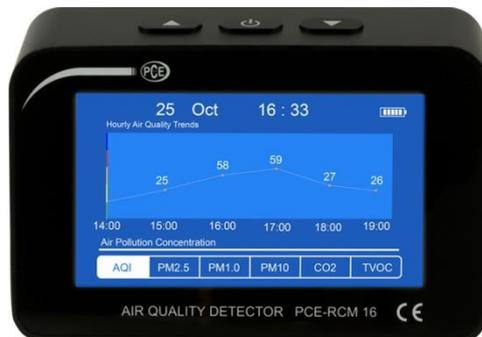 PCE
25 Oct 16 : 33
Hourly Air Quality Trends
25 58 59 27 26
14:00 15:00 16:00 17:00 18:00 19:00
Air Pollution Concentration
AQI PM2.5 PM1.0 PM10 CO2 TVOC
AIR QUALITY DETECTOR PCE-RCM 16 CE